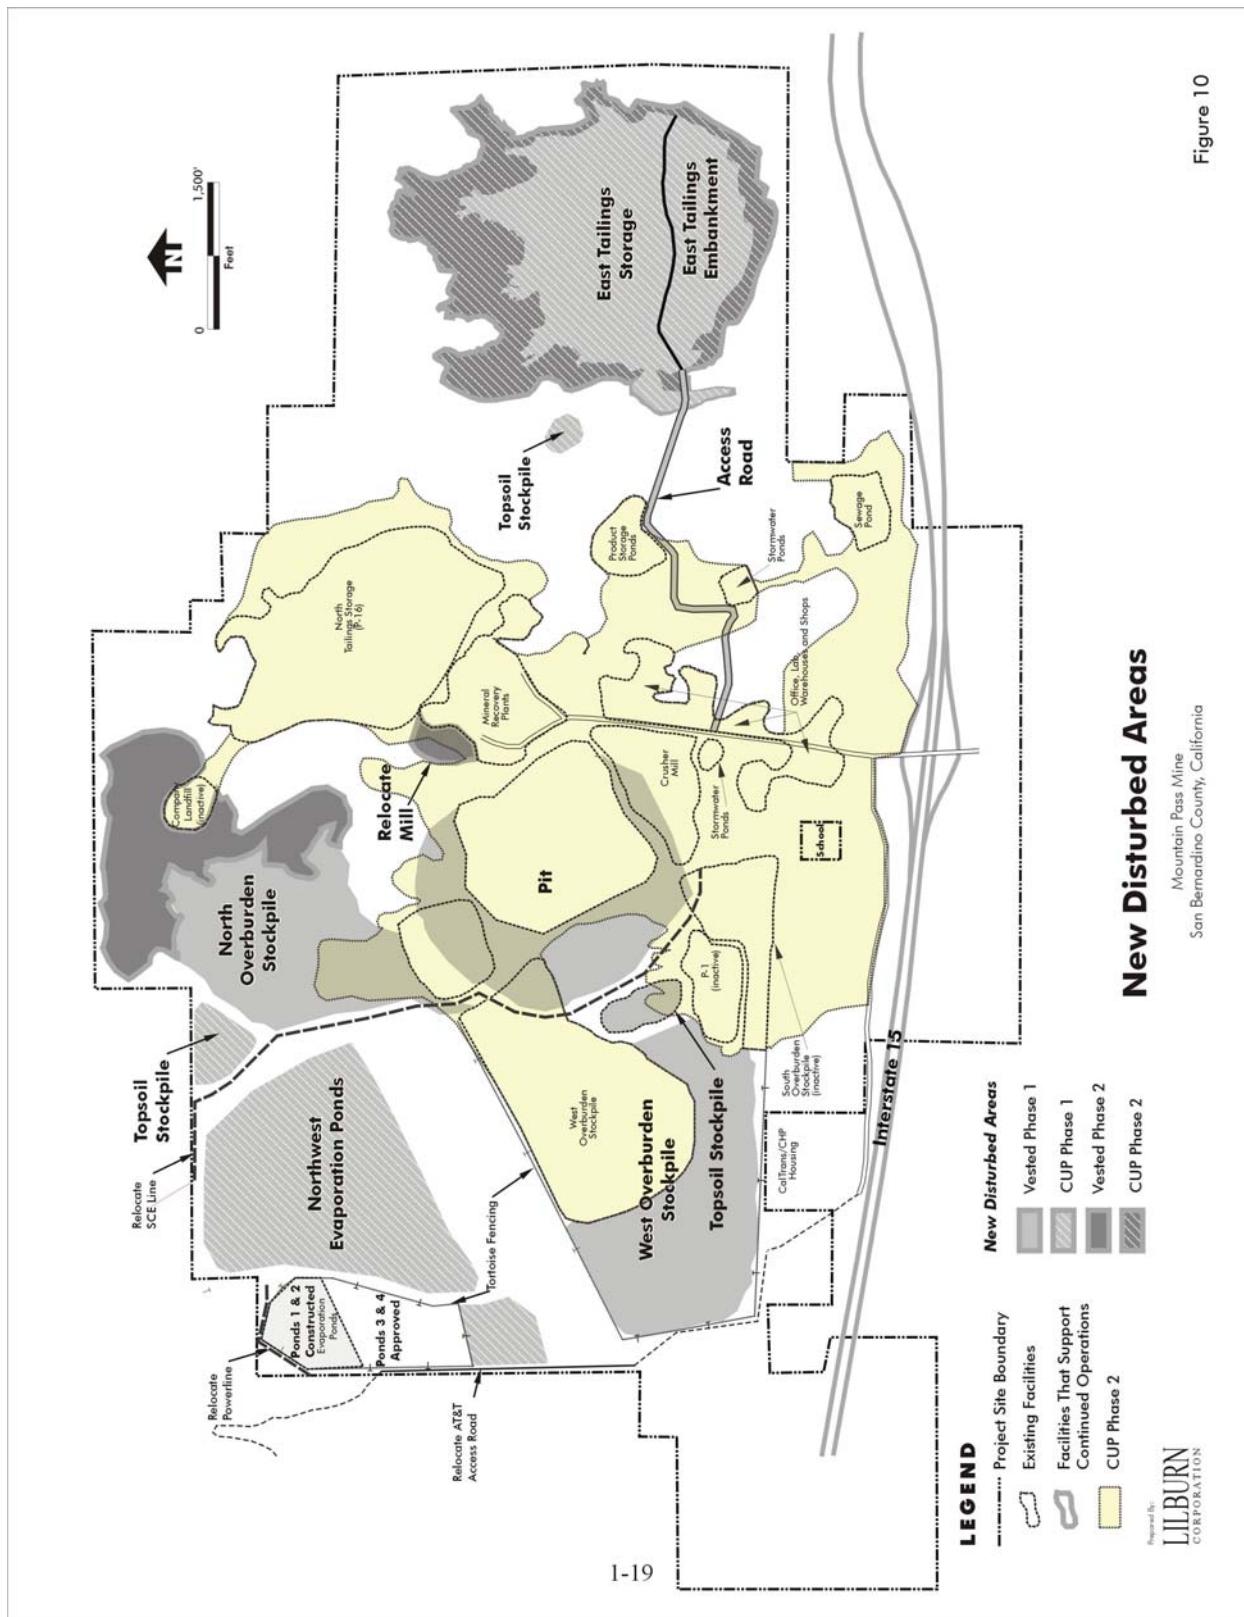 Figure 10
N
0
1,500'
Feet
East Tailings
Storage
East Tailings
Embankment
Topsoil
Stockpile
Access
Road
North
Tailings Storage
(P-16)
Product
Storage
Ponds
Stormwater
Ponds
Sewage
Pond
Office, Lab,
Warehouses and Shops
Mineral
Recovery
Plants
Company
Landfill
(inactive)
Relocate
Mill
Crusher
Mill
Stormwater
Ponds
School
North
Overburden
Stockpile
Pit
P-1
(inactive)
Topsoil
Stockpile
Relocate
SCE Line
Northwest
Evaporation Ponds
West
Overburden
Stockpile
West Overburden
Stockpile
Topsoil Stockpile
South
Overburden
Stockpile
(inactive)
CalTrans/CHP
Housing
Interstate 15
Tortoise Fencing
Ponds 1 & 2
Constructed
Evaporation
Ponds
Ponds 3 & 4
Approved
Relocate
Powerline
Relocate AT&T
Access Road
New Disturbed Areas
Mountain Pass Mine
San Bernardino County, California
LEGEND
Project Site Boundary
Existing Facilities
Facilities That Support
Continued Operations
CUP Phase 2
New Disturbed Areas
Vested Phase 1
CUP Phase 1
Vested Phase 2
CUP Phase 2
Prepared By:
LILBURN
CORPORATION
1-19